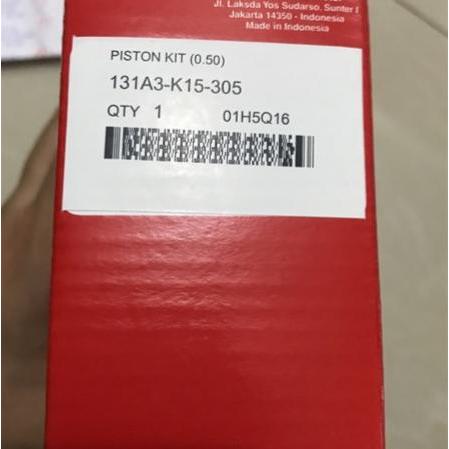 Jl. Laksda Yos Sudarso. Sunter I
Jakarta 14350 - Indonesia
Made in Indonesia
PISTON KIT (0.50)
131A3-K15-305
QTY 1 01H5Q16